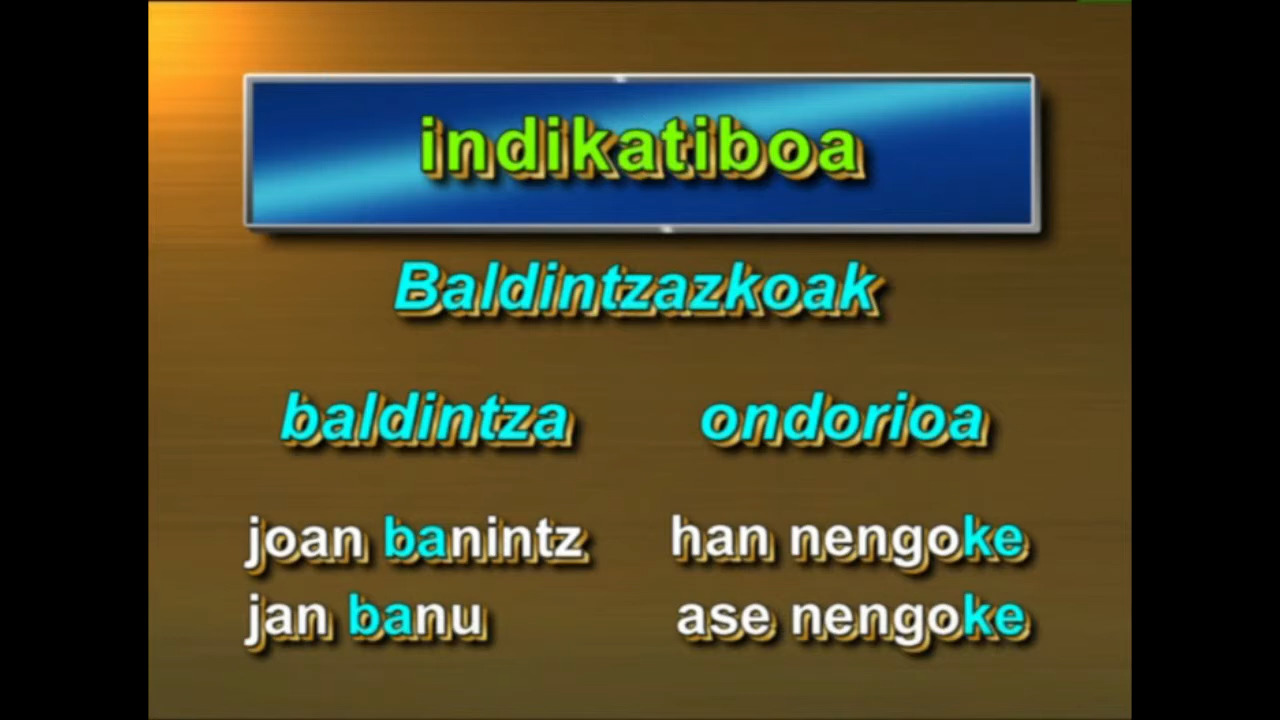 indikatiboa
Baldintzazkoak
baldintza ondorioa
joan banintz han nengoke
jan banu ase nengoke